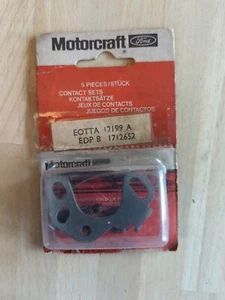 Motorcraft Ford
5 PIECES/STÜCK
CONTACT SETS
KONTAKTSÄTZE
JEUX DE CONTACTS
JUEGOS DE CONTACTOS
EOTTA 12199 A
EDP B 1712652
Motorcraft